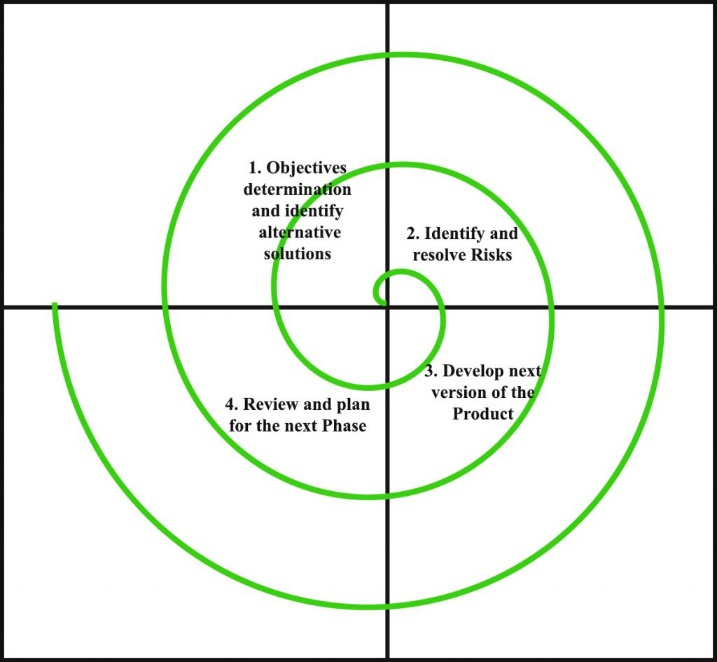 1. Objectives
determination
and identify
alternative
solutions
2. Identify and
resolve Risks
3. Develop next
version of the
Product
4. Review and plan
for the next Phase